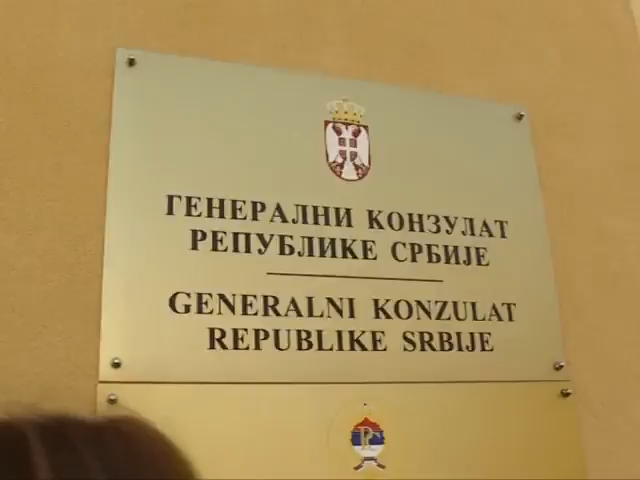 ГЕНЕРАЛНИ КОНЗУЛАТ
РЕПУБЛИКЕ СРБИЈЕ
GENERALNI KONZULAT
REPUBLIKE SRBIJE